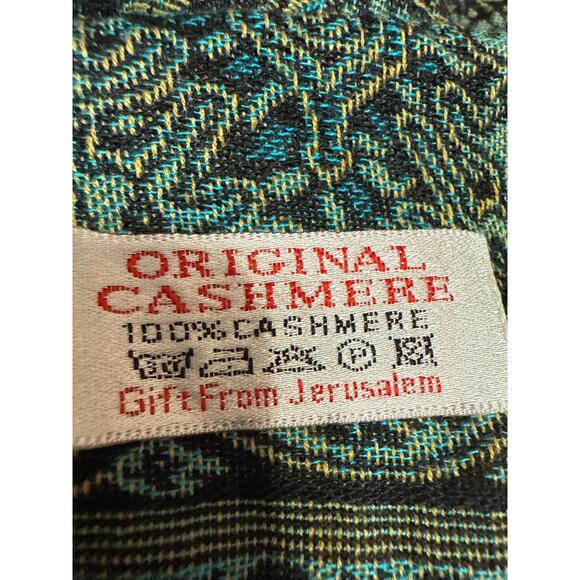 ORIGINAL
CASHMERE
100% CASHMERE
P
Gift From Jerusalem